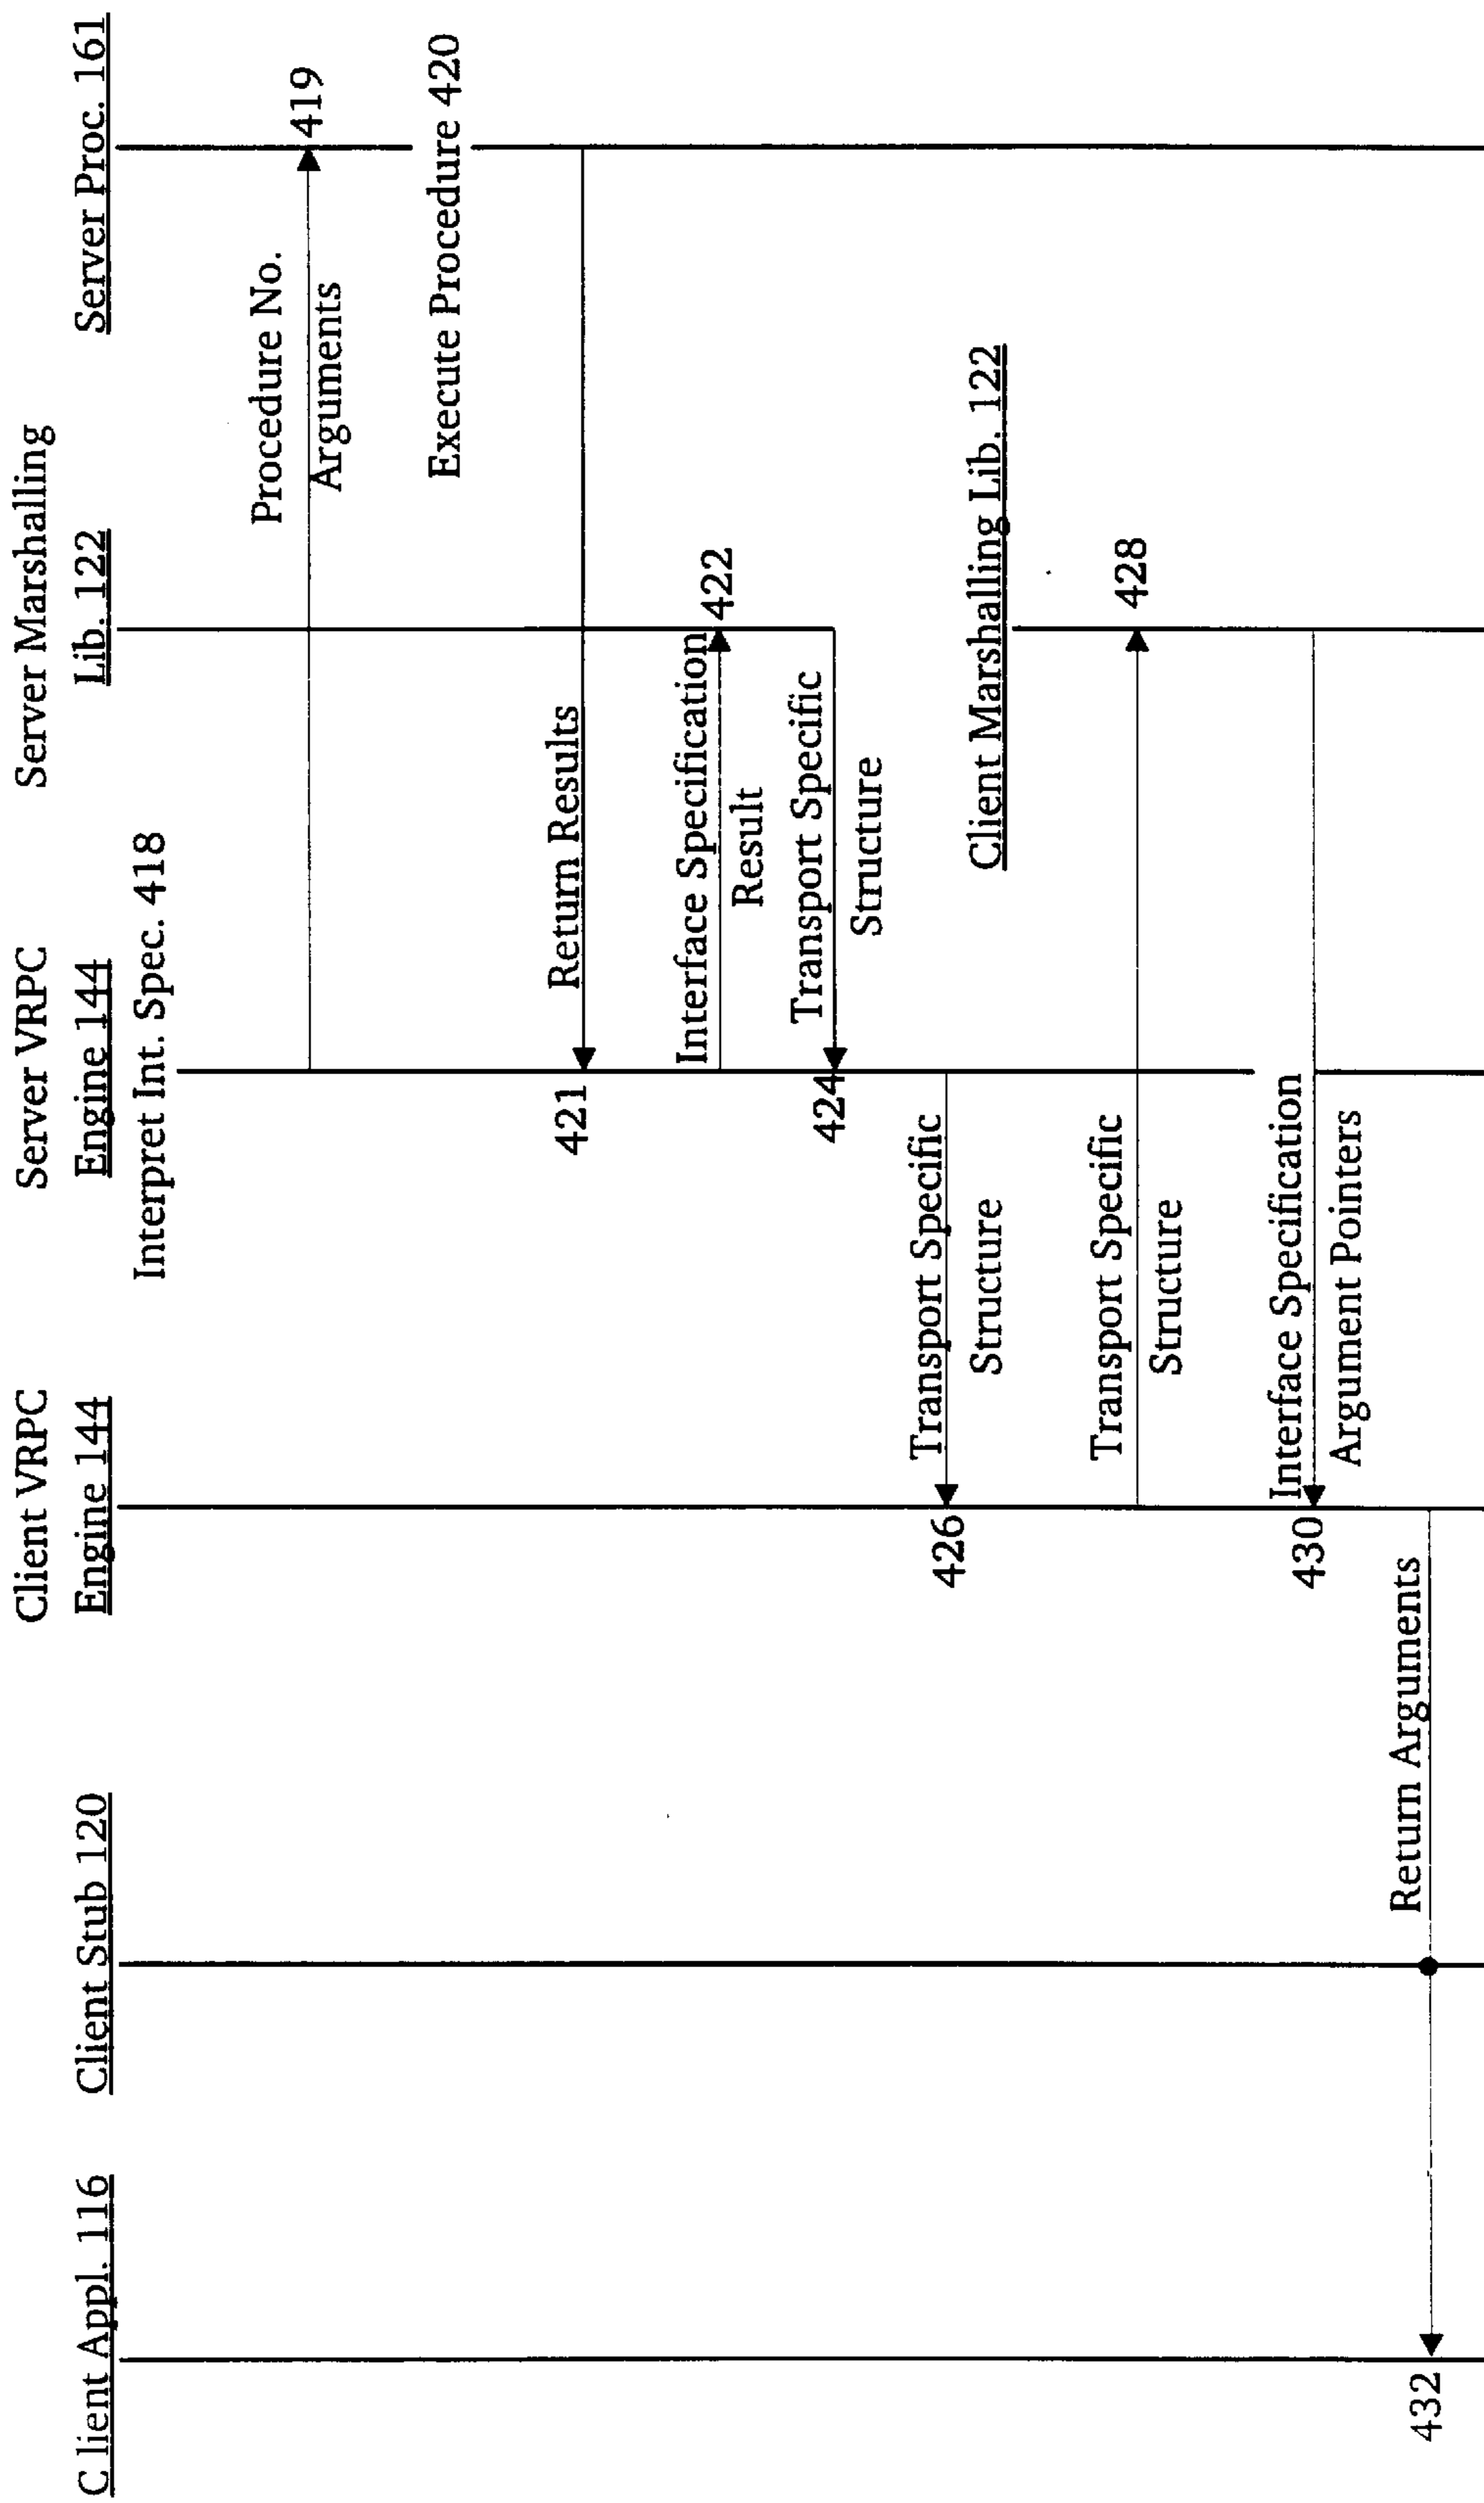 Client Appl. 116
Client Stub 120
Client VRPC
Engine 144
Server VRPC
Engine 144
Server Marshalling
Lib. 122
Server Proc. 161
Interpret Int. Spec. 418
Procedure No.
Arguments
419
Execute Procedure 420
Return Results
421
Interface Specification
Result
422
Transport Specific
Structure
424
Transport Specific
Structure
426
Client Marshalling Lib. 122
Transport Specific
Structure
428
Interface Specification
Argument Pointers
430
Return Arguments
432